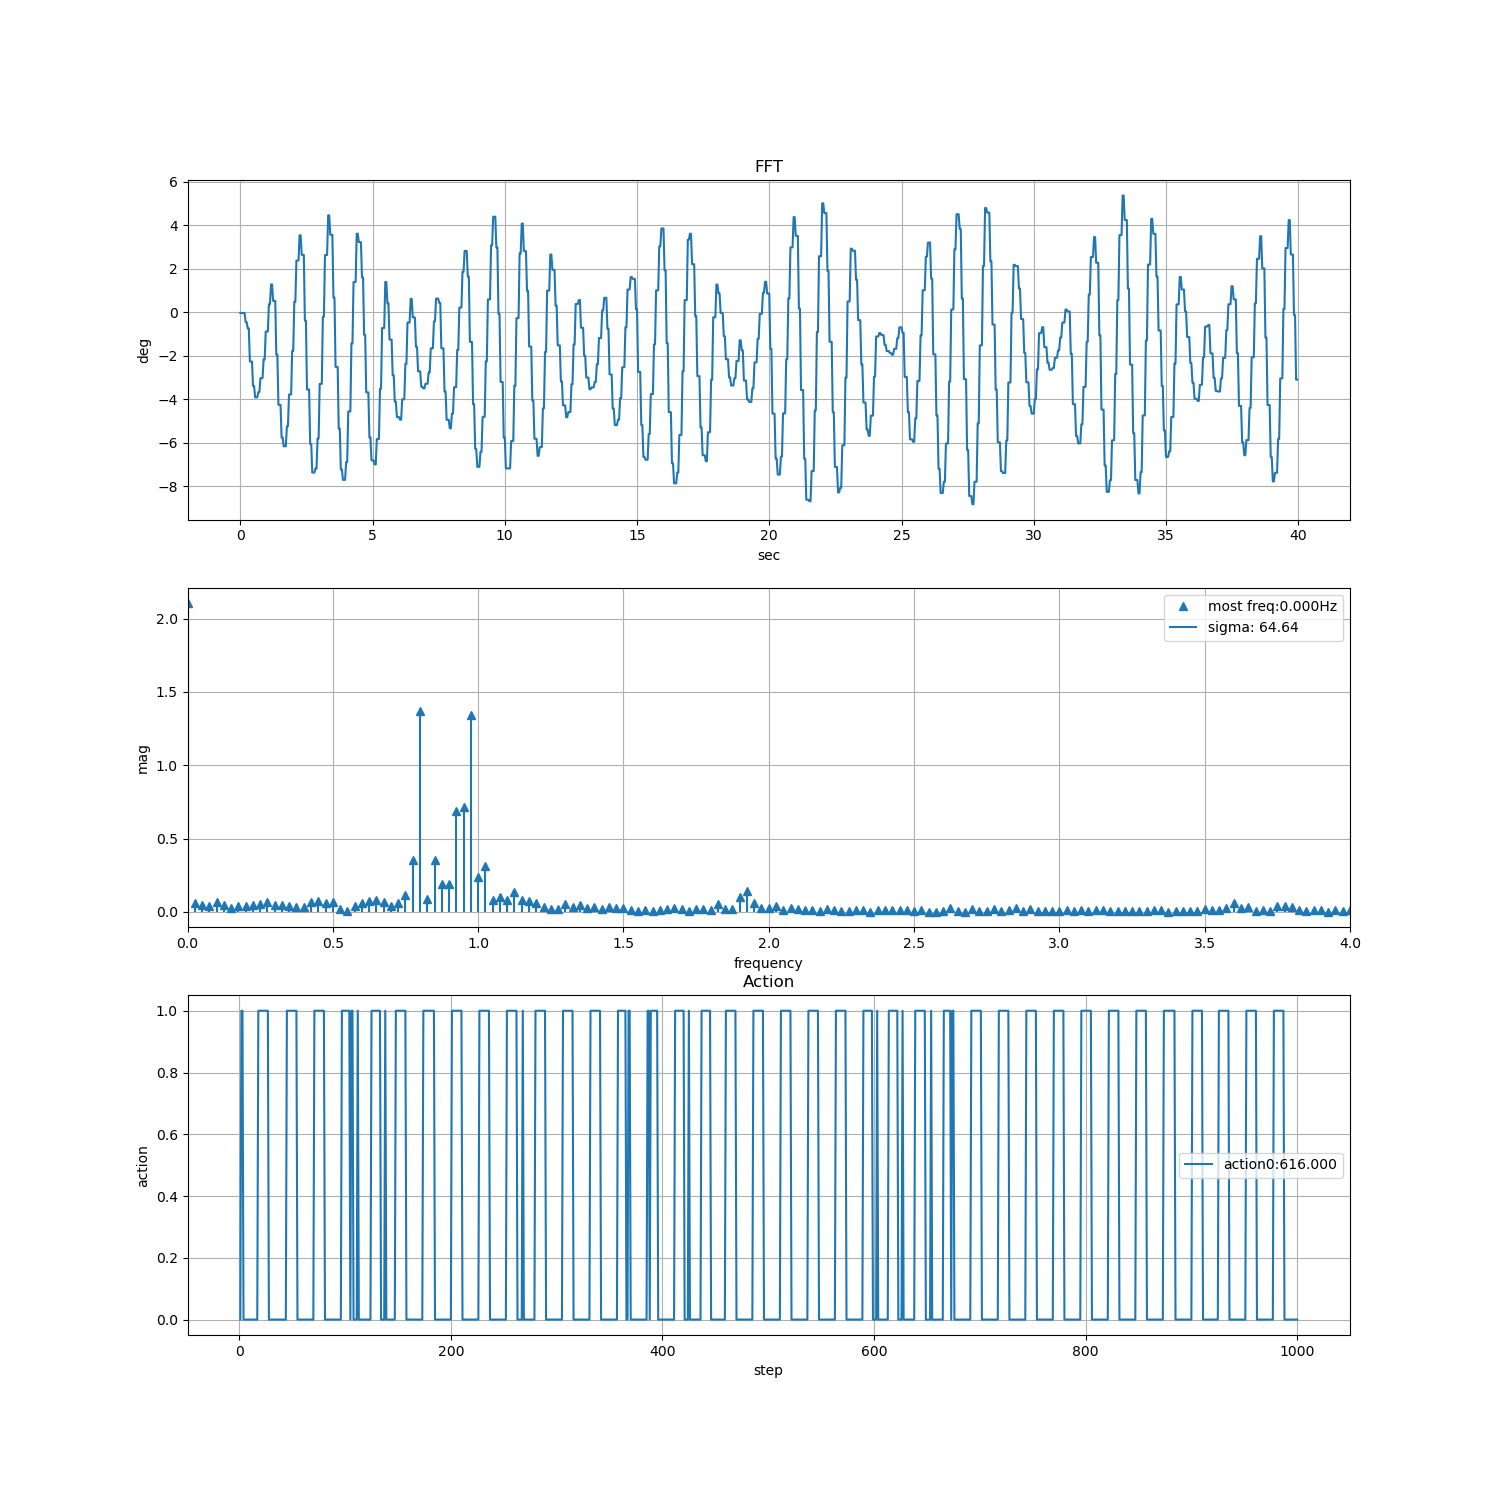 FFT
6
4
2
0
−2
−4
−6
−8
deg
0 5 10 15 20 25 30 35 40
sec
2.0
1.5
1.0
0.5
0.0
mag
most freq:0.000Hz
sigma: 64.64
0.0 0.5 1.0 1.5 2.0 2.5 3.0 3.5 4.0
frequency
Action
1.0
0.8
0.6
0.4
0.2
0.0
action
action0:616.000
0 200 400 600 800 1000
step